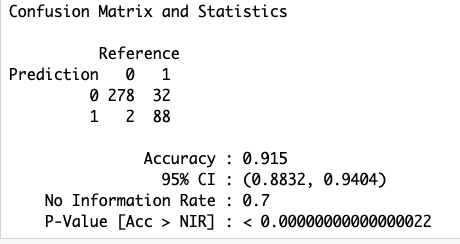 Confusion Matrix and Statistics
Reference
Prediction 0 1
0 278 32
1 2 88
Accuracy : 0.915
95% CI : (0.8832, 0.9404)
No Information Rate : 0.7
P-Value [Acc > NIR] : < 0.00000000000000022